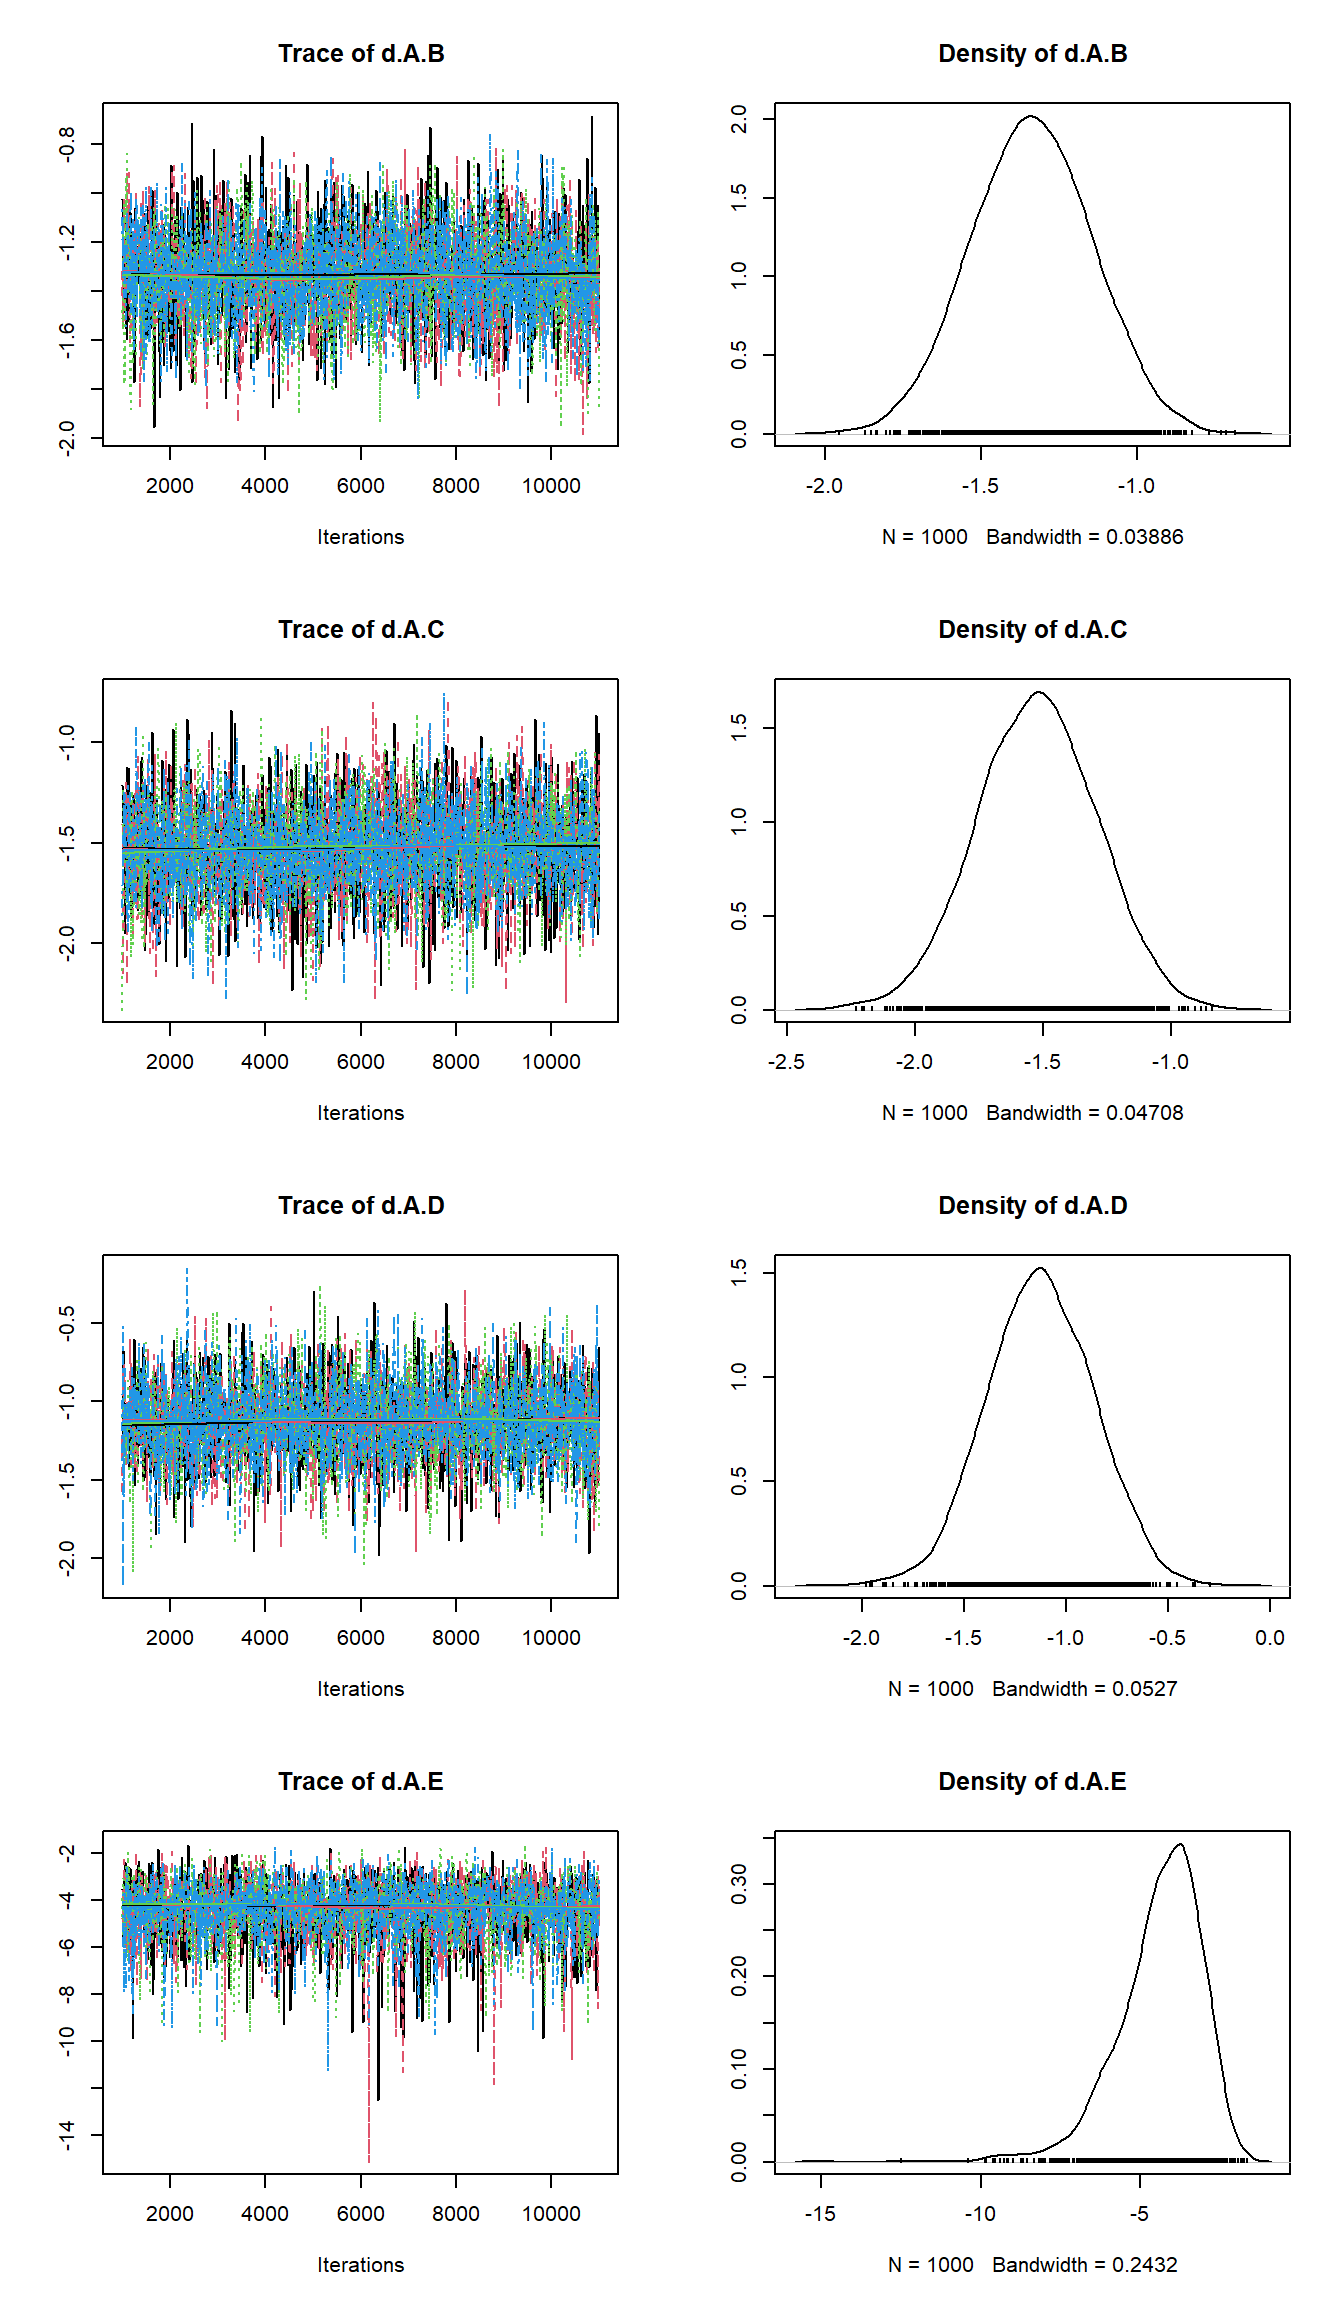 Trace of d.A.B
-0.8
-1.2
-1.6
-2.0
2000 4000 6000 8000 10000
Iterations
Density of d.A.B
2.0
1.5
1.0
0.5
0.0
-2.0 -1.5 -1.0
N = 1000 Bandwidth = 0.03886
Trace of d.A.C
-1.0
-1.5
-2.0
2000 4000 6000 8000 10000
Iterations
Density of d.A.C
1.5
1.0
0.5
0.0
-2.5 -2.0 -1.5 -1.0
N = 1000 Bandwidth = 0.04708
Trace of d.A.D
-0.5
-1.0
-1.5
-2.0
2000 4000 6000 8000 10000
Iterations
Density of d.A.D
1.5
1.0
0.5
0.0
-2.0 -1.5 -1.0 -0.5 0.0
N = 1000 Bandwidth = 0.0527
Trace of d.A.E
-2
-4
-6
-8
-10
-14
2000 4000 6000 8000 10000
Iterations
Density of d.A.E
0.30
0.20
0.10
0.00
-15 -10 -5
N = 1000 Bandwidth = 0.2432